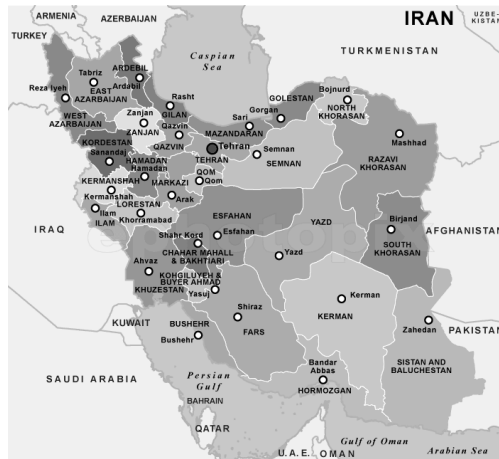 IRAN
UZBE-
KISTAN
ARMENIA
AZERBAIJAN
TURKEY
TURKMENISTAN
Caspian
Sea
ARDEBIL
Ardabil
Tabriz
EAST
AZARBAIJAN
Reza Iyeh
WEST
AZARBAIJAN
Rasht
GILAN
Zanjan
ZANJAN
Qazvin
QAZVIN
Sari
MAZANDARAN
Gorgan
GOLESTAN
Bojnurd
NORTH
KHORASAN
Mashhad
RAZAVI
KHORASAN
Tehran
TEHRAN
Semnan
SEMNAN
KORDESTAN
Sanandaj
HAMADAN
Hamadan
MARKAZI
Arak
QOM
Qom
KERMANSHAH
Kermanshah
LORESTAN
Khorramabad
Ilam
ILAM
IRAQ
ESFAHAN
Esfahan
Shahr Kord
CHAHAR MAHALL
& BAKHTIARI
YAZD
Yazd
Birjand
SOUTH
KHORASAN
AFGHANISTAN
Ahvaz
KHUZESTAN
KOHGILUYEH &
BUYER AHMAD
Yasuj
Shiraz
FARS
Kerman
KERMAN
Zahedan
PAKISTAN
SISTAN AND
BALUCHESTAN
KUWAIT
BUSHEHR
Bushehr
Bandar
Abbas
HORMOZGAN
SAUDI ARABIA
Persian
Gulf
BAHRAIN
QATAR
U.A.E.
OMAN
Gulf of Oman
Arabian Sea